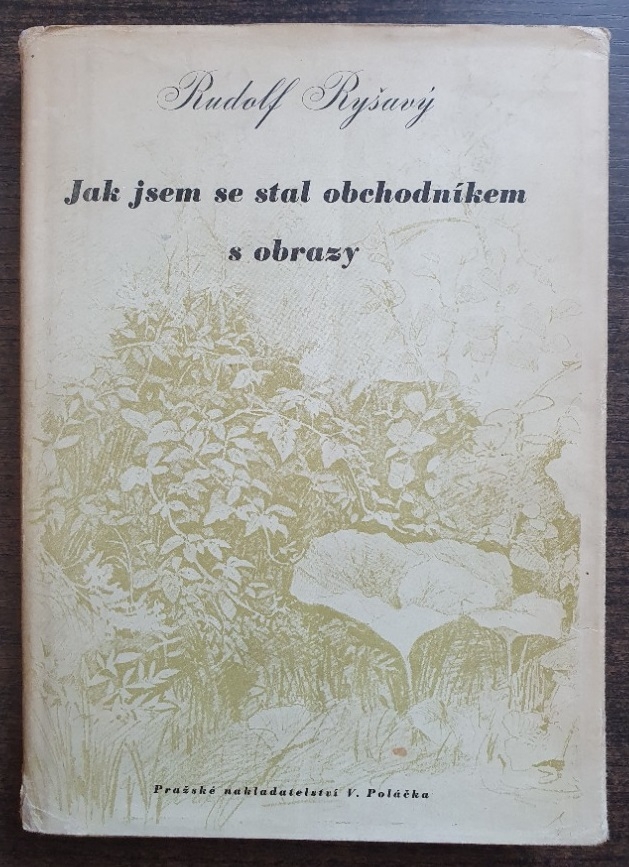 Rudolf Ryšavý
Jak jsem se stal obchodníkem
s obrazy
Pražské nakladatelství V. Poláčka